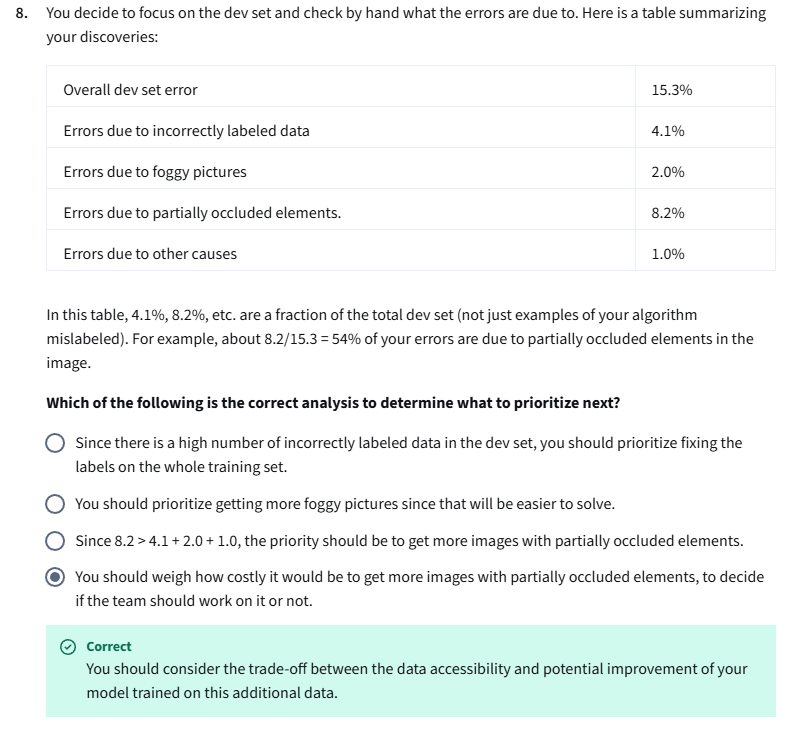 8. You decide to focus on the dev set and check by hand what the errors are due to. Here is a table summarizing
your discoveries:
Overall dev set error 15.3%
Errors due to incorrectly labeled data 4.1%
Errors due to foggy pictures 2.0%
Errors due to partially occluded elements. 8.2%
Errors due to other causes 1.0%
In this table, 4.1%, 8.2%, etc. are a fraction of the total dev set (not just examples of your algorithm
mislabeled). For example, about 8.2/15.3 = 54% of your errors are due to partially occluded elements in the
image.
Which of the following is the correct analysis to determine what to prioritize next?
Since there is a high number of incorrectly labeled data in the dev set, you should prioritize fixing the
labels on the whole training set.
You should prioritize getting more foggy pictures since that will be easier to solve.
Since 8.2 > 4.1 + 2.0 + 1.0, the priority should be to get more images with partially occluded elements.
You should weigh how costly it would be to get more images with partially occluded elements, to decide
if the team should work on it or not.
Correct
You should consider the trade-off between the data accessibility and potential improvement of your
model trained on this additional data.